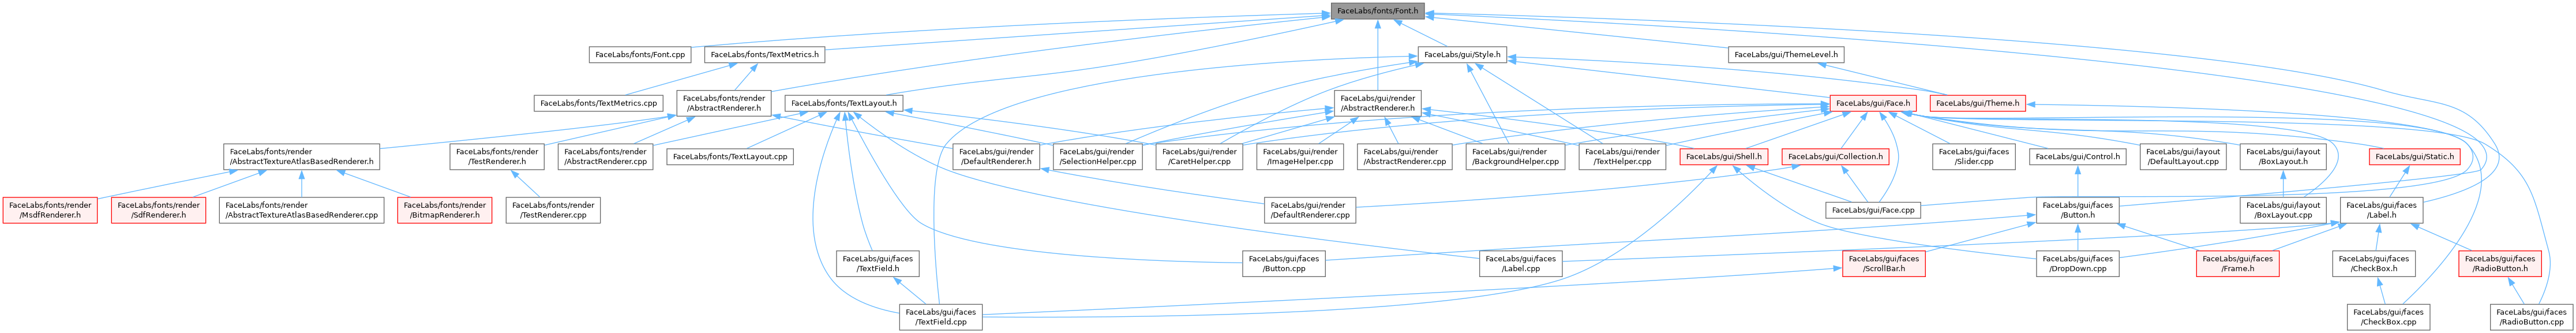 FaceLabs/fonts/Font.h
FaceLabs/fonts/Font.cpp
FaceLabs/fonts/TextMetrics.h
FaceLabs/gui/Style.h
FaceLabs/gui/ThemeLevel.h
FaceLabs/fonts/TextMetrics.cpp
FaceLabs/fonts/render
/AbstractRenderer.h
FaceLabs/fonts/TextLayout.h
FaceLabs/gui/render
/AbstractRenderer.h
FaceLabs/gui/Face.h
FaceLabs/gui/Theme.h
FaceLabs/fonts/render
/AbstractTextureAtlasBasedRenderer.h
FaceLabs/fonts/render
/TestRenderer.h
FaceLabs/fonts/render
/AbstractRenderer.cpp
FaceLabs/fonts/TextLayout.cpp
FaceLabs/gui/render
/DefaultRenderer.h
FaceLabs/gui/render
/SelectionHelper.cpp
FaceLabs/gui/render
/CaretHelper.cpp
FaceLabs/gui/render
/ImageHelper.cpp
FaceLabs/gui/render
/AbstractRenderer.cpp
FaceLabs/gui/render
/BackgroundHelper.cpp
FaceLabs/gui/render
/TextHelper.cpp
FaceLabs/gui/Shell.h
FaceLabs/gui/Collection.h
FaceLabs/gui/faces
/Slider.cpp
FaceLabs/gui/Control.h
FaceLabs/gui/layout
/DefaultLayout.cpp
FaceLabs/gui/layout
/BoxLayout.h
FaceLabs/gui/Static.h
FaceLabs/fonts/render
/MsdfRenderer.h
FaceLabs/fonts/render
/SdfRenderer.h
FaceLabs/fonts/render
/AbstractTextureAtlasBasedRenderer.cpp
FaceLabs/fonts/render
/BitmapRenderer.h
FaceLabs/fonts/render
/TestRenderer.cpp
FaceLabs/gui/render
/DefaultRenderer.cpp
FaceLabs/gui/Face.cpp
FaceLabs/gui/faces
/Button.h
FaceLabs/gui/layout
/BoxLayout.cpp
FaceLabs/gui/faces
/Label.h
FaceLabs/gui/faces
/TextField.h
FaceLabs/gui/faces
/Button.cpp
FaceLabs/gui/faces
/Label.cpp
FaceLabs/gui/faces
/ScrollBar.h
FaceLabs/gui/faces
/DropDown.cpp
FaceLabs/gui/faces
/Frame.h
FaceLabs/gui/faces
/CheckBox.h
FaceLabs/gui/faces
/RadioButton.h
FaceLabs/gui/faces
/TextField.cpp
FaceLabs/gui/faces
/CheckBox.cpp
FaceLabs/gui/faces
/RadioButton.cpp